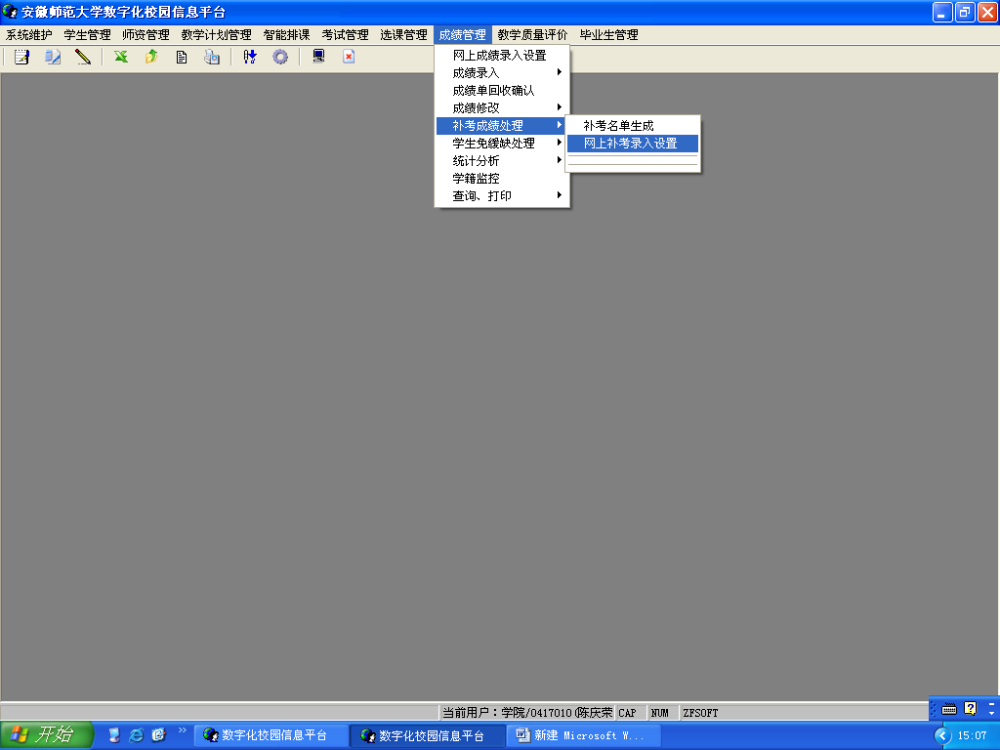 安徽师范大学数字化校园信息平台
系统维护 学生管理 师资管理 教学计划管理 智能排课 考试管理 选课管理 成绩管理 教学质量评价 毕业生管理
网上成绩录入设置
成绩录入
成绩单回收确认
成绩修改
补考成绩处理
补考名单生成
网上补考录入设置
学生免缓缺处理
统计分析
学籍监控
查询、打印
当前用户：学院/0417010(陈庆荣 CAP NUM ZFSOFT
开始 数字化校园信息平台 数字化校园信息平台 新建 Microsoft W... 15:07